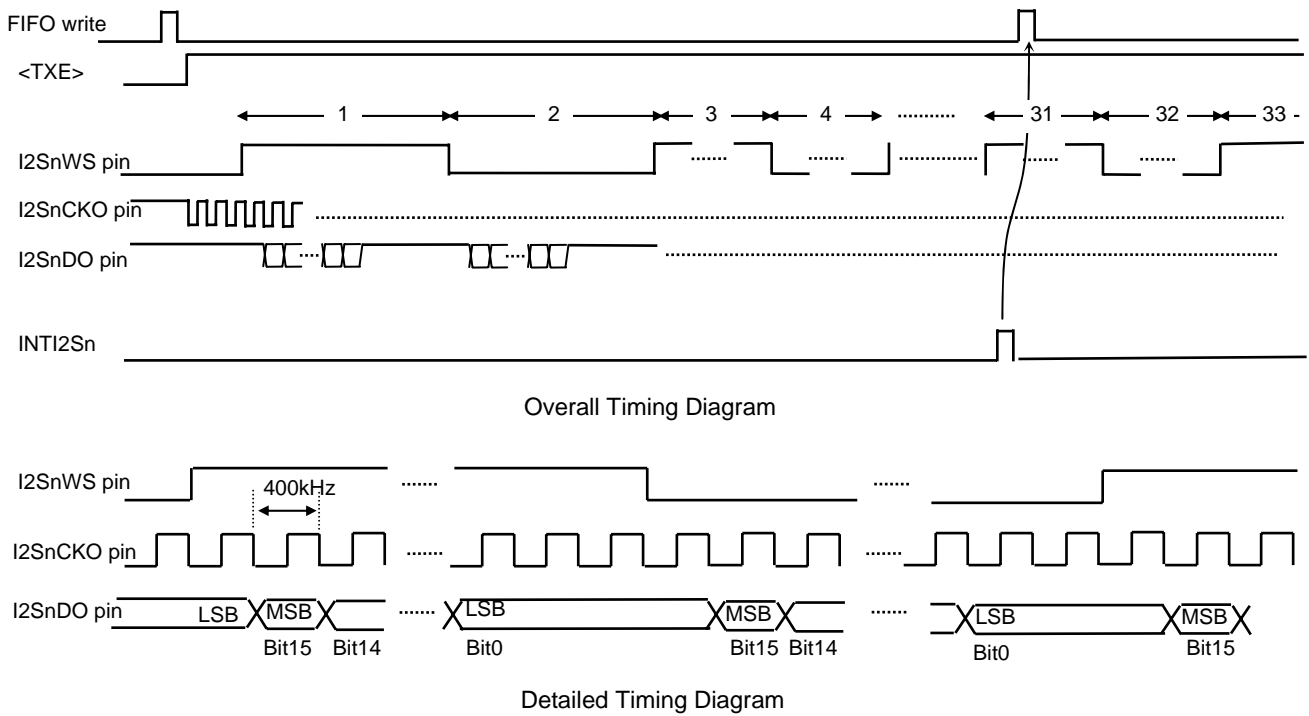 FIFO write
<TXE>
1 2 3 4 31 32 33
I2SnWS pin
I2SnCKO pin
I2SnDO pin
INTI2Sn
Overall Timing Diagram
I2SnWS pin
400kHz
I2SnCKO pin
I2SnDO pin LSB MSB LSB MSB LSB MSB
Bit15 Bit14 Bit0 Bit15 Bit14 Bit0 Bit15
Detailed Timing Diagram